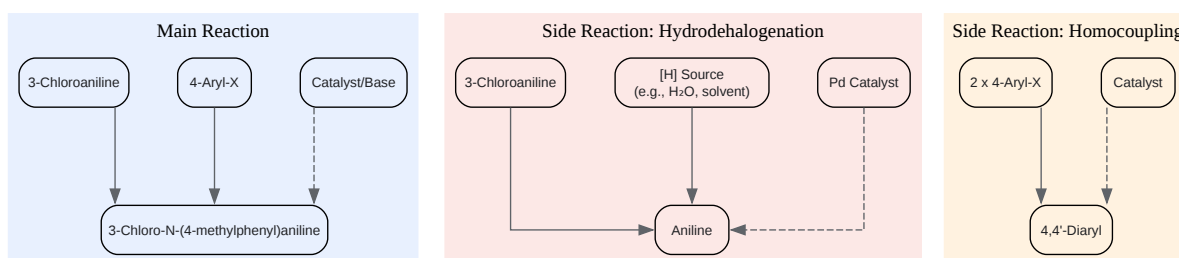 Main Reaction
3-Chloroaniline
4-Aryl-X
Catalyst/Base
3-Chloro-N-(4-methylphenyl)aniline
Side Reaction: Hydrodehalogenation
3-Chloroaniline
[H] Source
(e.g., H₂O, solvent)
Pd Catalyst
Aniline
Side Reaction: Homocoupling
2 x 4-Aryl-X
Catalyst
4,4'-Diaryl